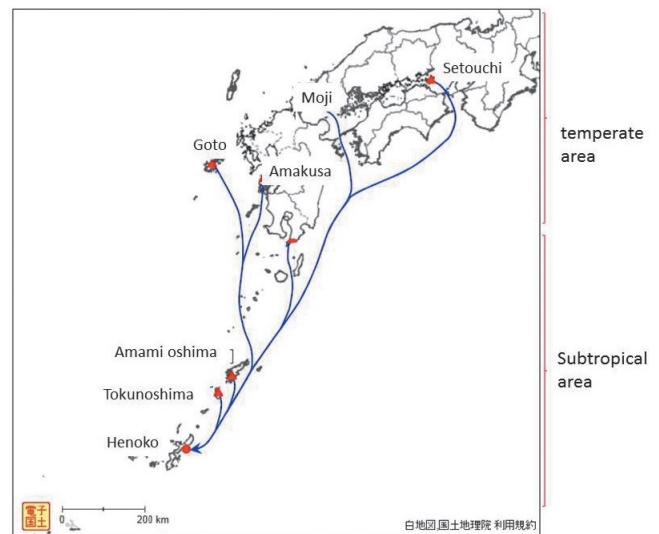 Setouchi
Moji
temperate
area
Goto
Amakusa
Amami oshima
Subtropical
area
Tokunoshima
Henoko
電子
国土
0
200 km
白地図,国土地理院 利用規約